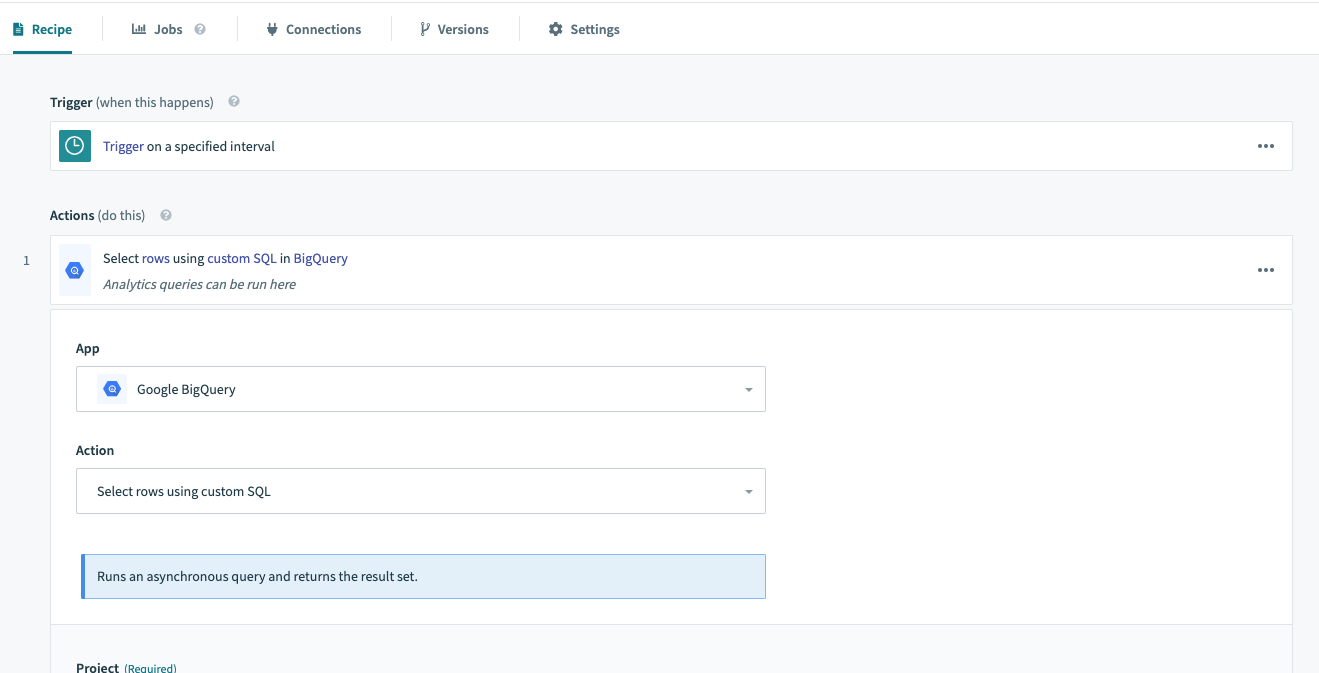 Recipe
Jobs
Connections
Versions
Settings
Trigger (when this happens)
Trigger on a specified interval
Actions (do this)
1
Select rows using custom SQL in BigQuery
Analytics queries can be run here
App
Google BigQuery
Action
Select rows using custom SQL
Runs an asynchronous query and returns the result set.
Project (Required)